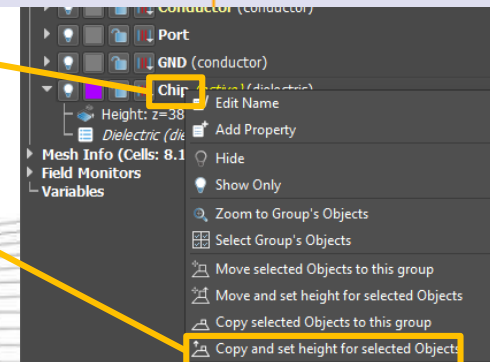 Conductor (conductor)
Port
GND (conductor)
Chip (active) (dielectric)
Height: z=38
Dielectric (die
Mesh Info (Cells: 8.1
Field Monitors
Variables
Edit Name
Add Property
Hide
Show Only
Zoom to Group's Objects
Select Group's Objects
Move selected Objects to this group
Move and set height for selected Objects
Copy selected Objects to this group
Copy and set height for selected Objects